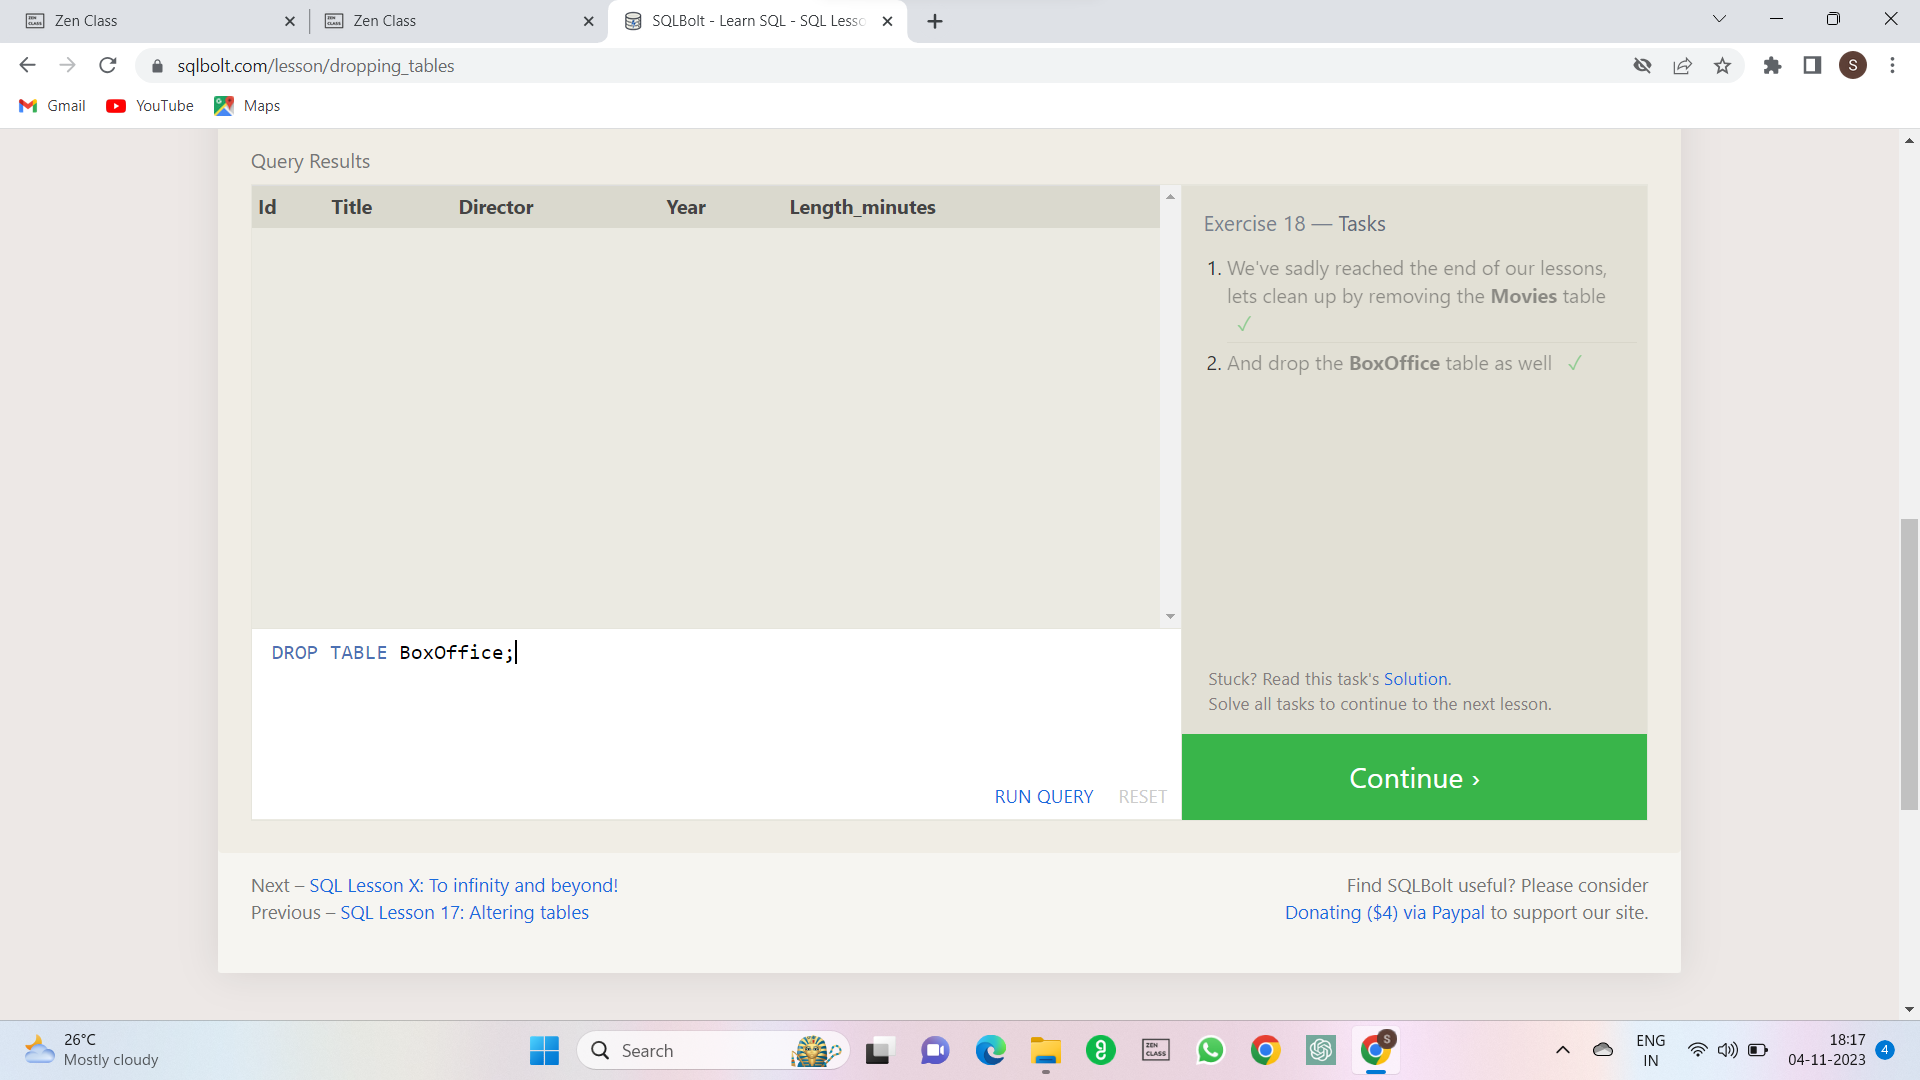 Zen Class
Zen Class
SQLBolt - Learn SQL - SQL Lesso
sqlbolt.com/lesson/dropping_tables
S
Gmail
YouTube
Maps
Query Results
Id Title Director Year Length_minutes
Exercise 18 — Tasks
1. We've sadly reached the end of our lessons,
lets clean up by removing the Movies table
✓
2. And drop the BoxOffice table as well ✓
DROP TABLE BoxOffice;
Stuck? Read this task's Solution.
Solve all tasks to continue to the next lesson.
RUN QUERY RESET
Continue ›
Next – SQL Lesson X: To infinity and beyond!
Previous – SQL Lesson 17: Altering tables
Find SQLBolt useful? Please consider
Donating ($4) via Paypal to support our site.
26°C
Mostly cloudy
Search
ZEN
CLASS
S
ENG
IN
18:17
04-11-2023
4